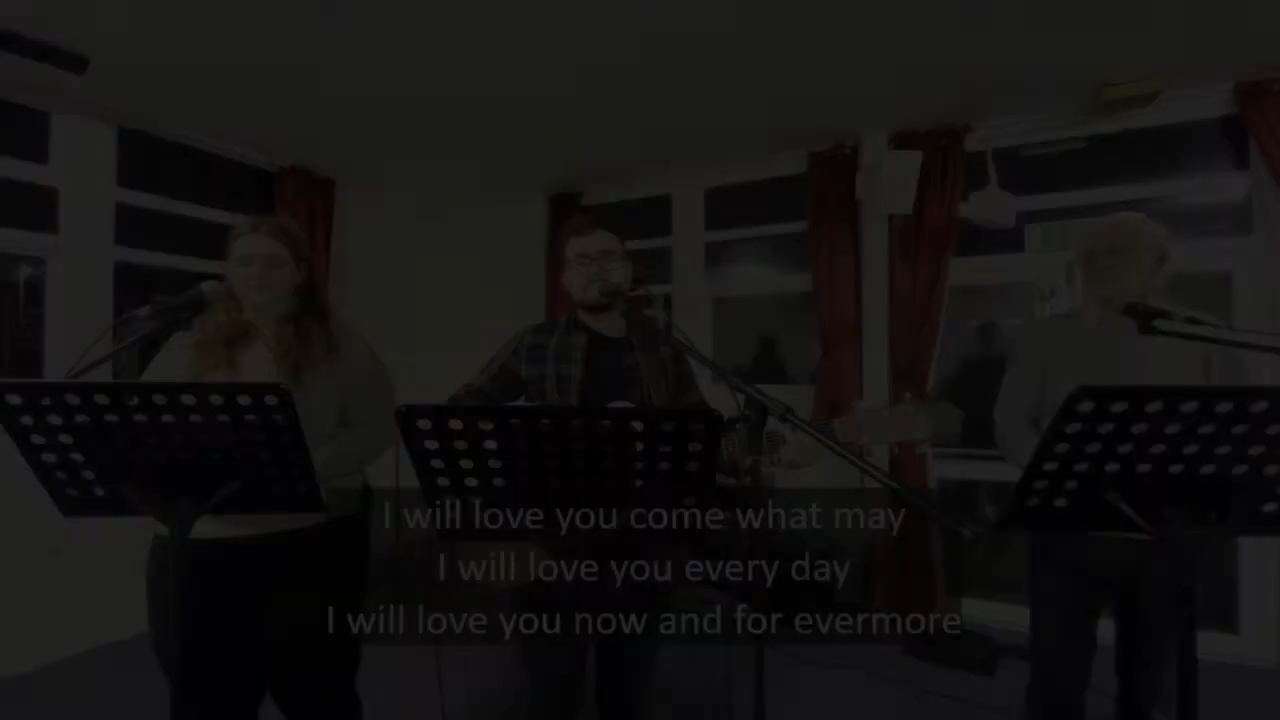 I will love you come what may
I will love you every day
I will love you now and for evermore